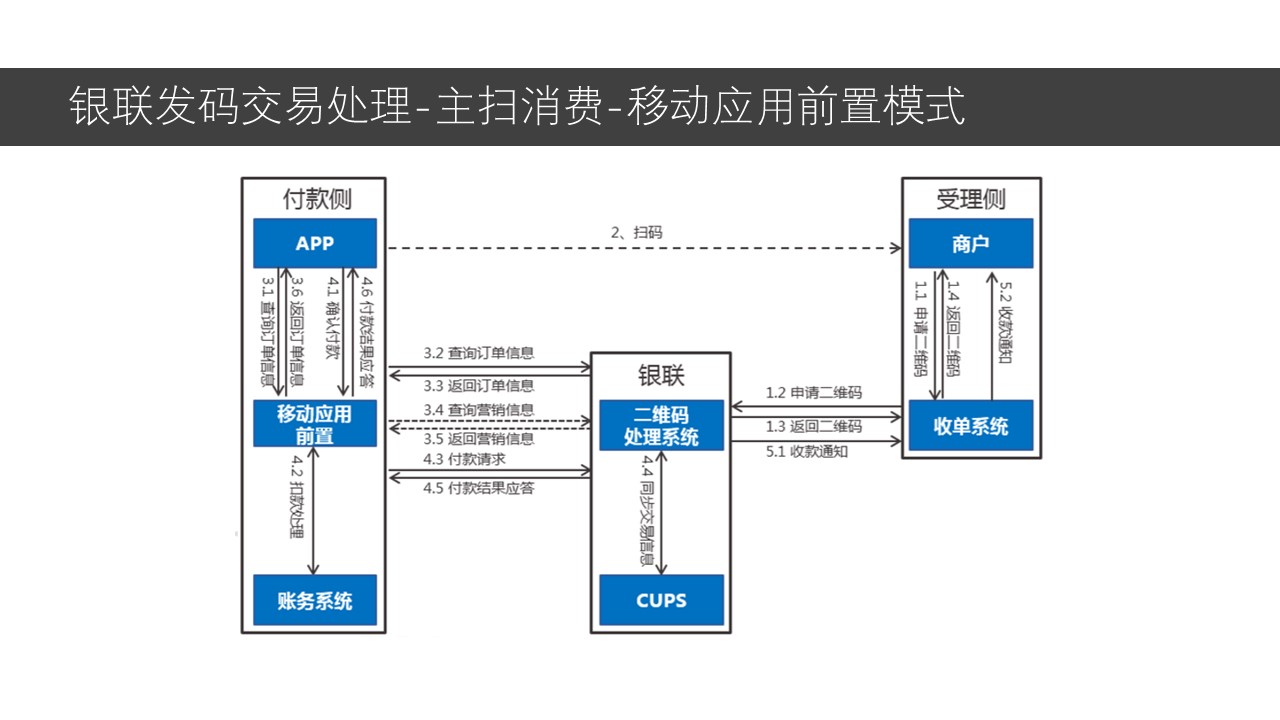 银联发码交易处理-主扫消费-移动应用前置模式
付款侧
APP
3.1 查询订单信息
3.6 返回订单信息
4.1 确认付款
4.6 付款结果应答
移动应用
前置
4.2 扣款处理
账务系统
2、扫码
3.2 查询订单信息
3.3 返回订单信息
3.4 查询营销信息
3.5 返回营销信息
4.3 付款请求
4.5 付款结果应答
银联
二维码
处理系统
4.4 同步交易信息
CUPS
1.2 申请二维码
1.3 返回二维码
5.1 收款通知
受理侧
商户
1.1 申请二维码
1.4 返回二维码
5.2 收款通知
收单系统